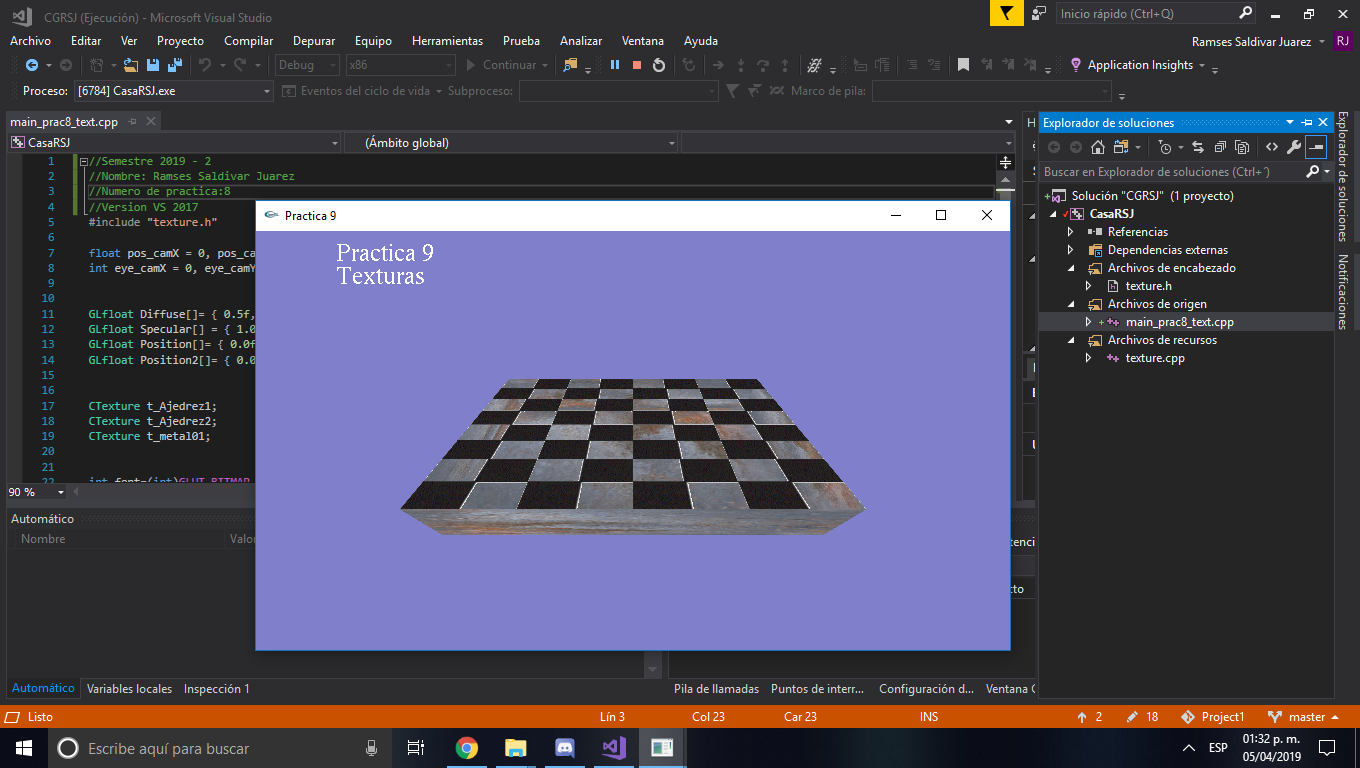 CGRSJ (Ejecución) - Microsoft Visual Studio
Inicio rápido (Ctrl+Q)
Archivo Editar Ver Proyecto Compilar Depurar Equipo Herramientas Prueba Analizar Ventana Ayuda
Ramses Saldivar Juarez RJ
Debug x86 Continuar Application Insights
Proceso: [6784] CasaRSJ.exe Eventos del ciclo de vida Subproceso: Marco de pila:
main_prac8_text.cpp
CasaRSJ (Ámbito global)
1 //Semestre 2019 - 2
2 //Nombre: Ramses Saldivar Juarez
3 //Numero de practica:8
4 //Version VS 2017
5 #include "texture.h"
6
7 float pos_camX = 0, pos_ca
8 int eye_camX = 0, eye_camY
9
10
11 GLfloat Diffuse[]= { 0.5f,
12 GLfloat Specular[] = { 1.0
13 GLfloat Position[]= { 0.0f
14 GLfloat Position2[]= { 0.0
15
16
17 CTexture t_Ajedrez1;
18 CTexture t_Ajedrez2;
19 CTexture t_metal01;
20
21
22 int font=(int)GLUT_BITMAP
90 %
Practica 9
Practica 9
Texturas
Automático
Nombre Valo
tenci
cto
Automático Variables locales Inspección 1
Pila de llamadas Puntos de interr... Configuración d... Ventana C
Explorador de soluciones
Buscar en Explorador de soluciones (Ctrl+´)
Solución "CGRSJ" (1 proyecto)
CasaRSJ
Referencias
Dependencias externas
Archivos de encabezado
texture.h
Archivos de origen
main_prac8_text.cpp
Archivos de recursos
texture.cpp
Explorador de soluciones
Notificaciones
Listo Lín 3 Col 23 Car 23 INS 2 18 Project1 master
Escribe aquí para buscar
ESP
01:32 p. m.
05/04/2019